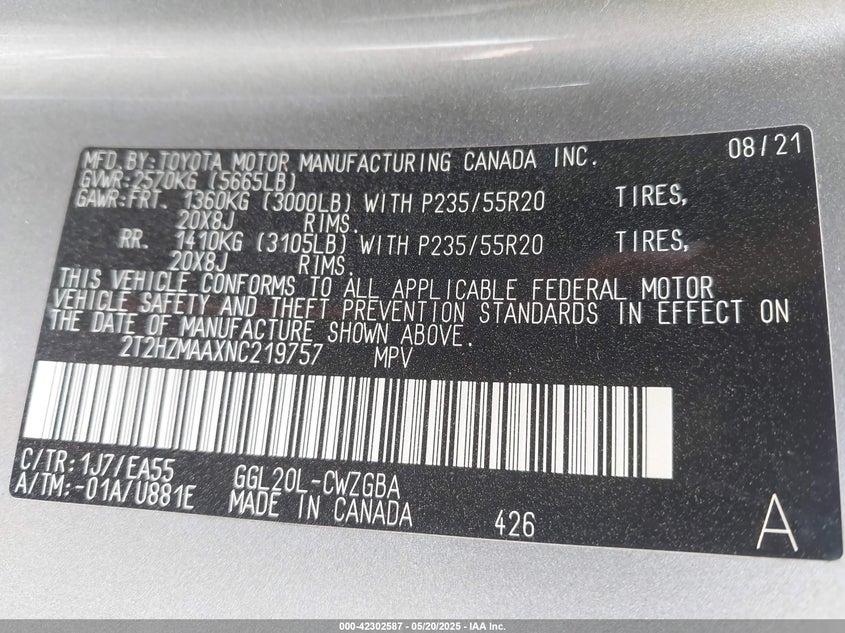 MFD.BY:TOYOTA MOTOR MANUFACTURING CANADA INC. 08/21
GVWR:2570KG (5665LB)
GAWR:FRT. 1360KG (3000LB) WITH P235/55R20 TIRES,
20X8J RIMS.
RR. 1410KG (3105LB) WITH P235/55R20 TIRES,
20X8J RIMS.
THIS VEHICLE CONFORMS TO ALL APPLICABLE FEDERAL MOTOR
VEHICLE SAFETY AND THEFT PREVENTION STANDARDS IN EFFECT ON
THE DATE OF MANUFACTURE SHOWN ABOVE.
2T2HZMAAXNC219757 MPV
C/TR:1J7/EA55
A/TM:-01A/U881E
GGL20L-CWZGBA
MADE IN CANADA
426
A
000-42302587 - 05/20/2025 - IAA Inc.